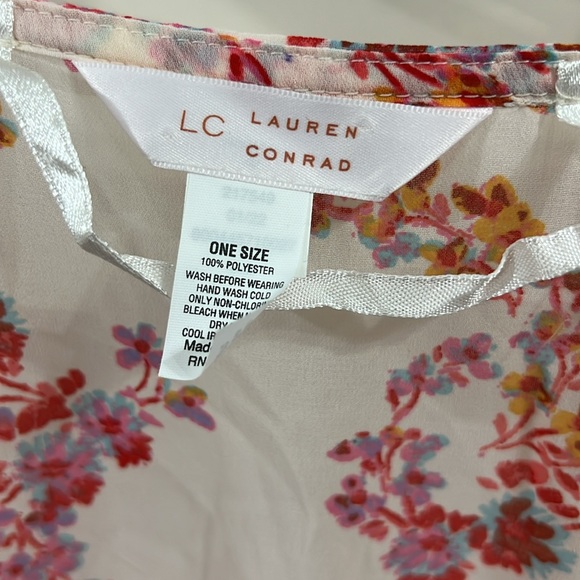 LC LAUREN
CONRAD
ONE SIZE
100% POLYESTER
WASH BEFORE WEARING
HAND WASH COLD
ONLY NON-CHLOR
BLEACH WHEN
DRY
COOL IR
Made
RN